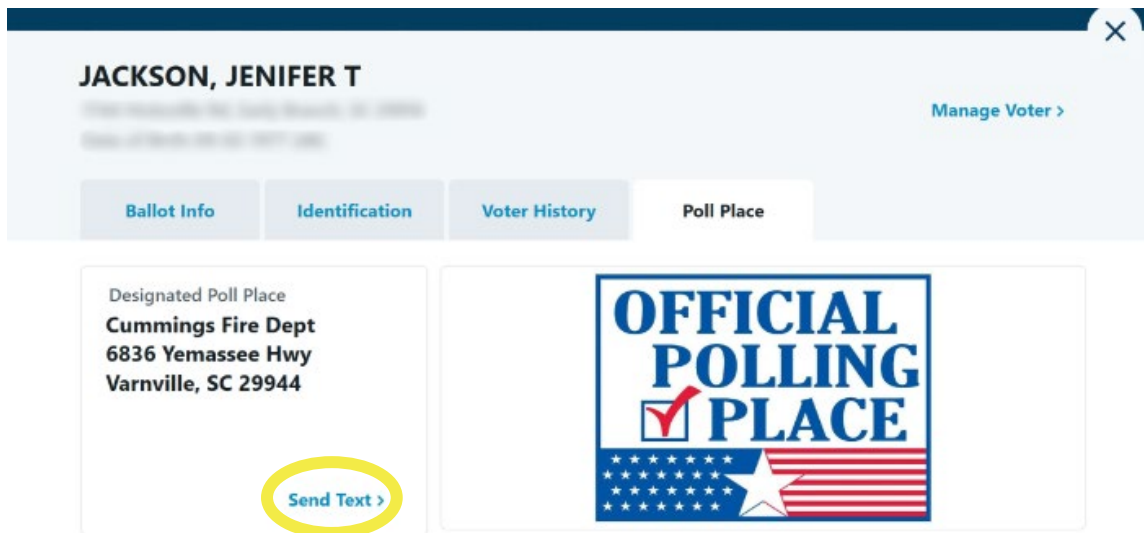 JACKSON, JENIFER T
Manage Voter >
Ballot Info
Identification
Voter History
Poll Place
Designated Poll Place
Cummings Fire Dept
6836 Yemassee Hwy
Varnville, SC 29944
Send Text >
OFFICIAL
POLLING
PLACE